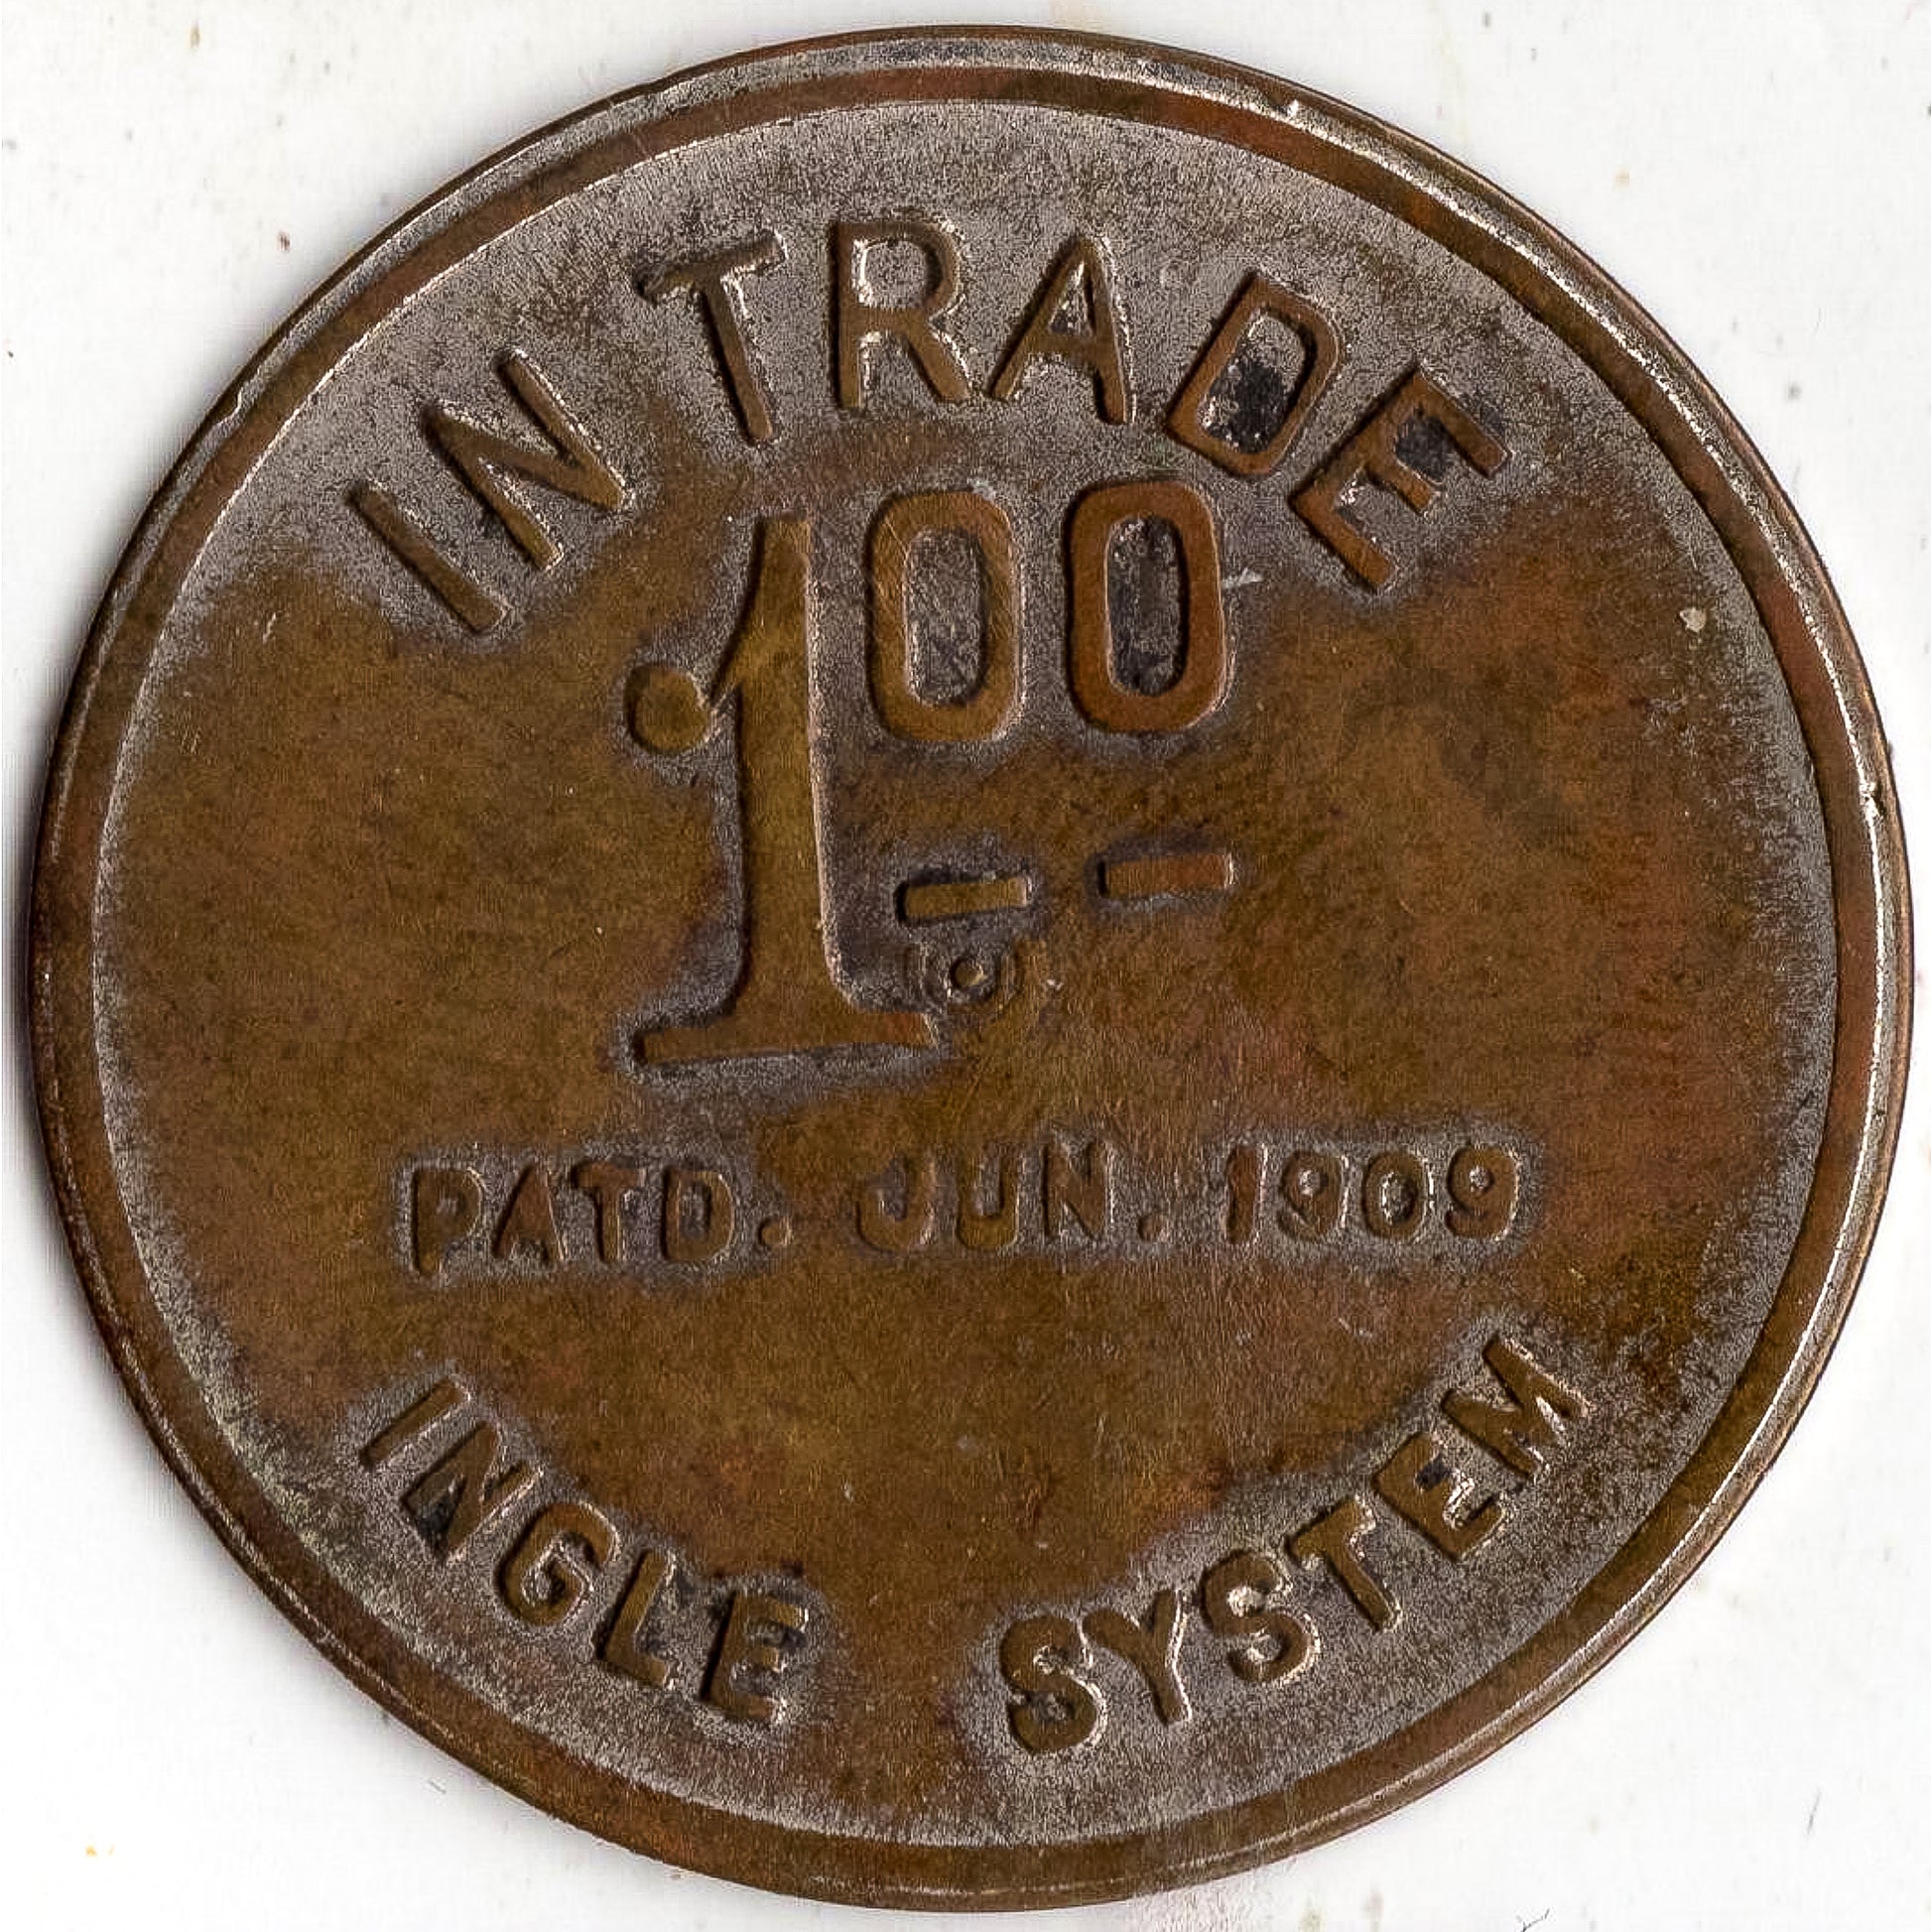 IN TRADE
1 00
PATD. JUN. 1909
INGLE SYSTEM